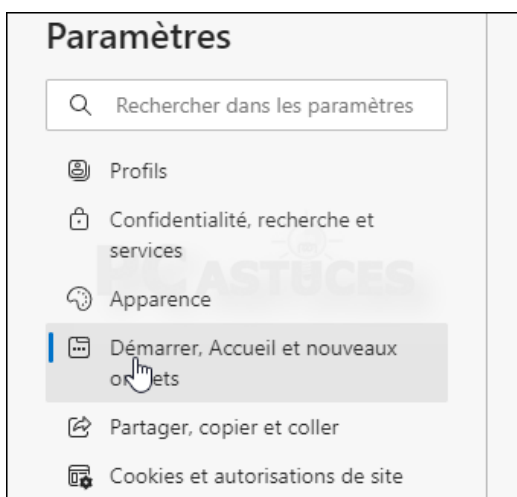 Paramètres
Rechercher dans les paramètres
Profils
Confidentialité, recherche et
services
PC ASTUCES
Apparence
Démarrer, Accueil et nouveaux
Partager, copier et coller
Cookies et autorisations de site